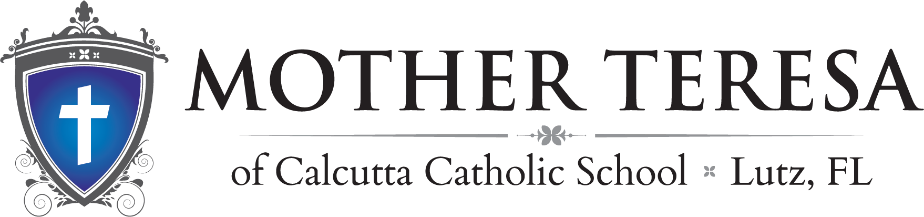 MOTHER TERESA
of Calcutta Catholic School Lutz, FL